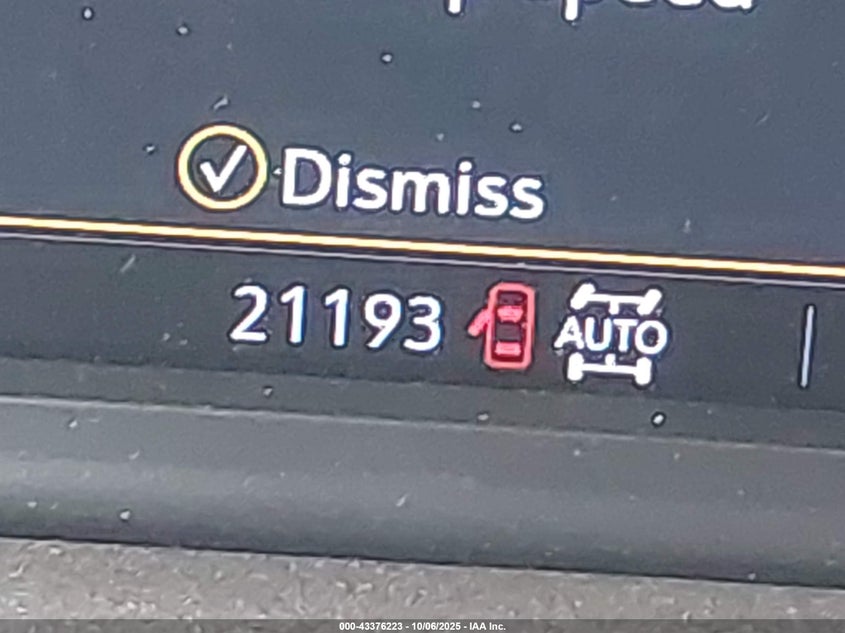 Dismiss
21193
AUTO
000-43376223 - 10/06/2025 - IAA Inc.